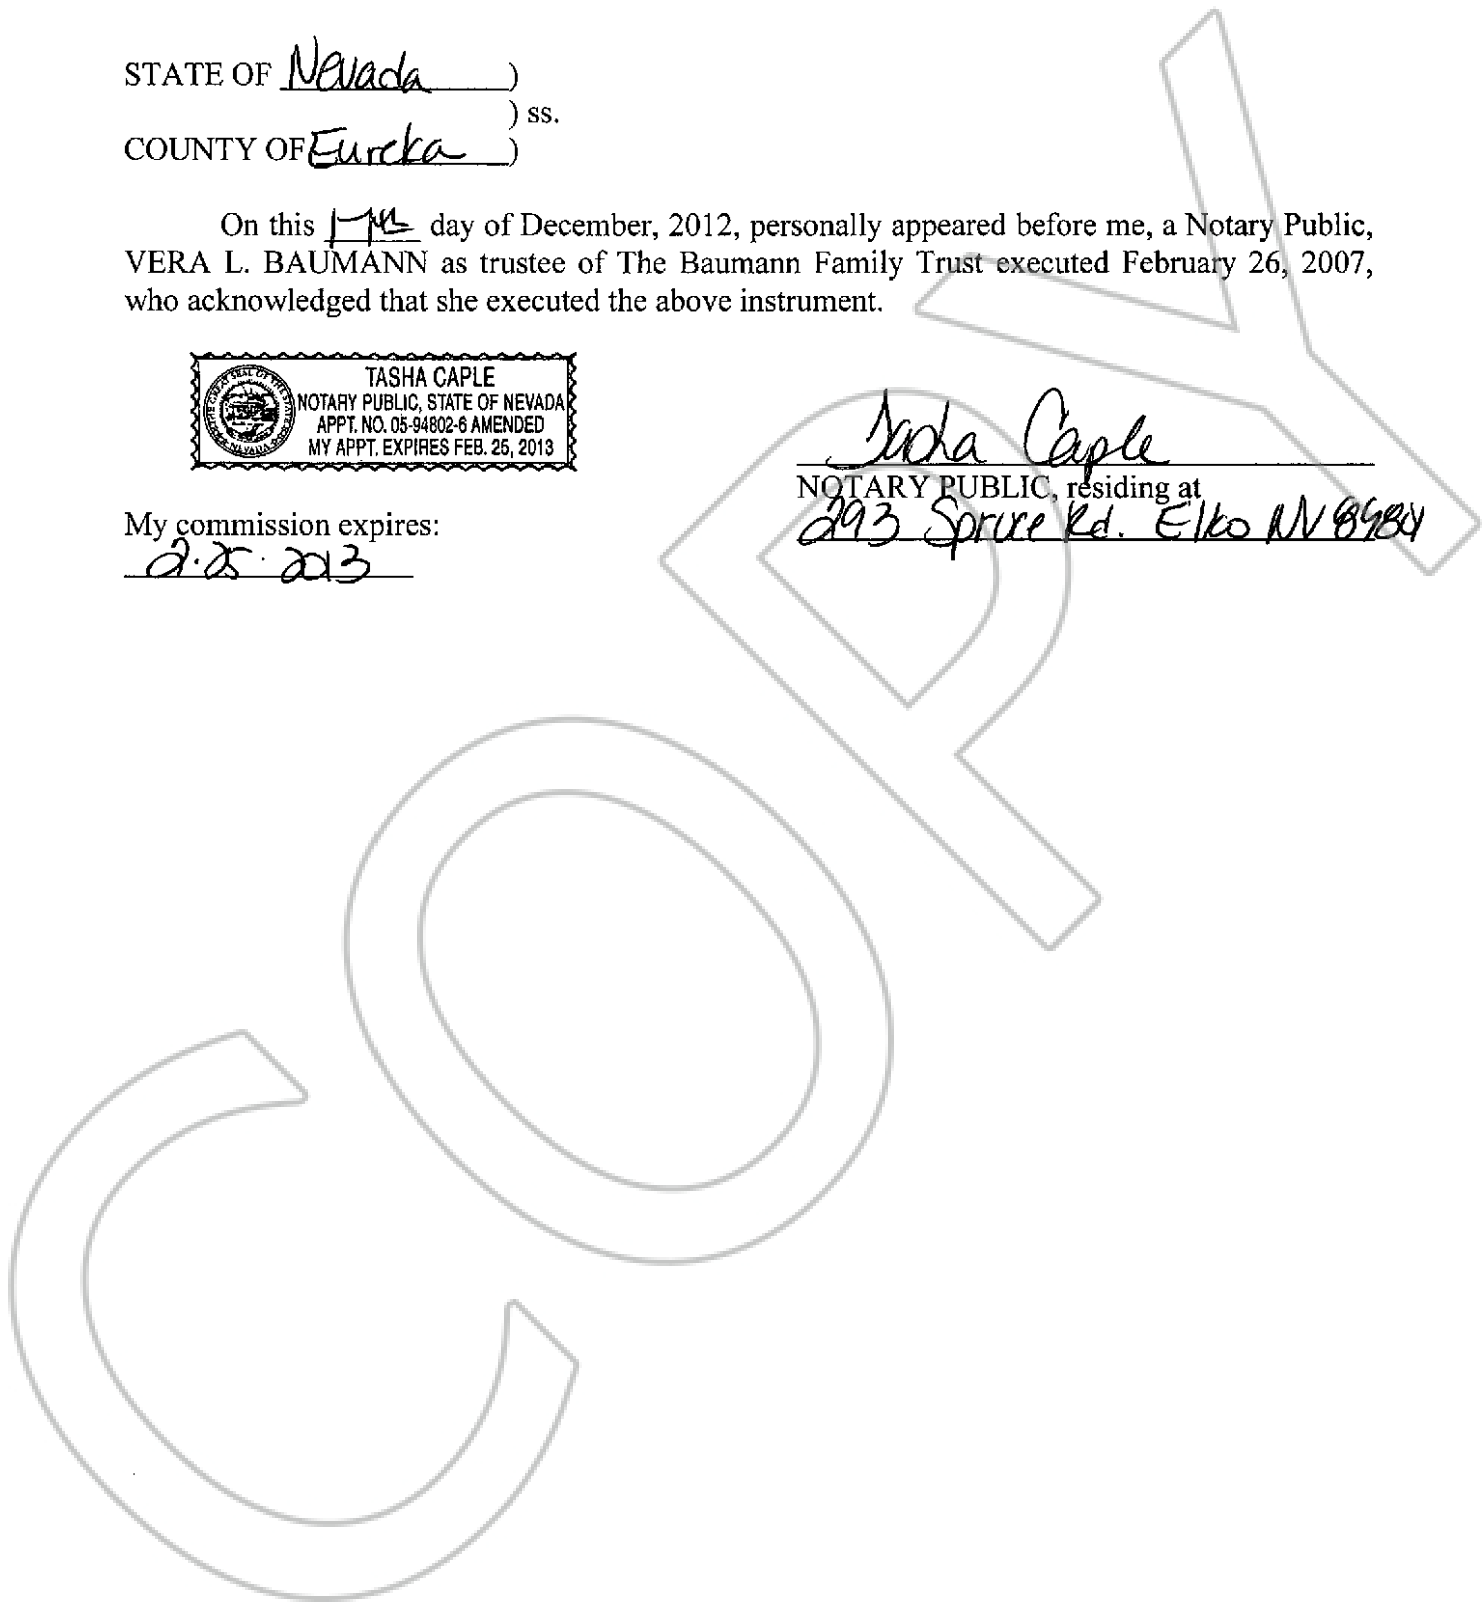 STATE OF Nevada )
) ss.
COUNTY OF Eureka )
On this 17th day of December, 2012, personally appeared before me, a Notary Public,
VERA L. BAUMANN as trustee of The Baumann Family Trust executed February 26, 2007,
who acknowledged that she executed the above instrument.
TASHA CAPLE
NOTARY PUBLIC, STATE OF NEVADA
APPT. NO. 05-94802-6 AMENDED
MY APPT. EXPIRES FEB. 25, 2013
Tasha Caple
NOTARY PUBLIC, residing at
293 Spruce Rd. Elko NV
My commission expires:
2·25·2013
COPY